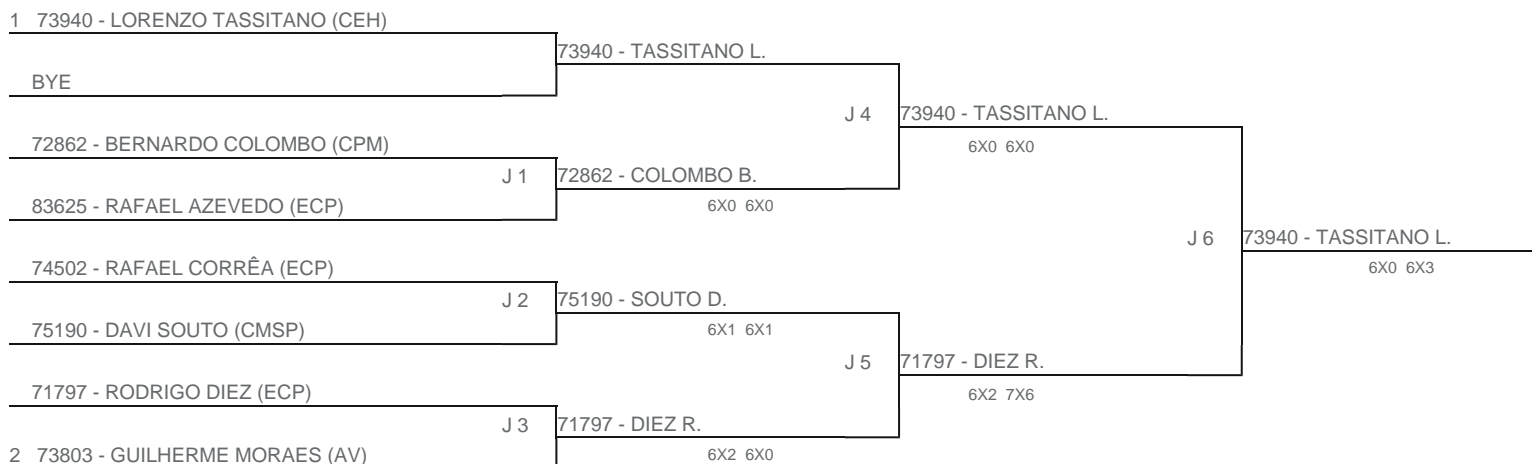 1 73940 - LORENZO TASSITANO (CEH)
73940 - TASSITANO L.
BYE
J 4 73940 - TASSITANO L.
72862 - BERNARDO COLOMBO (CPM)
6X0 6X0
J 1 72862 - COLOMBO B.
83625 - RAFAEL AZEVEDO (ECP)
6X0 6X0
J 6 73940 - TASSITANO L.
74502 - RAFAEL CORRÊA (ECP)
6X0 6X3
J 2 75190 - SOUTO D.
75190 - DAVI SOUTO (CMSP)
6X1 6X1
J 5 71797 - DIEZ R.
71797 - RODRIGO DIEZ (ECP)
6X2 7X6
J 3 71797 - DIEZ R.
2 73803 - GUILHERME MORAES (AV)
6X2 6X0